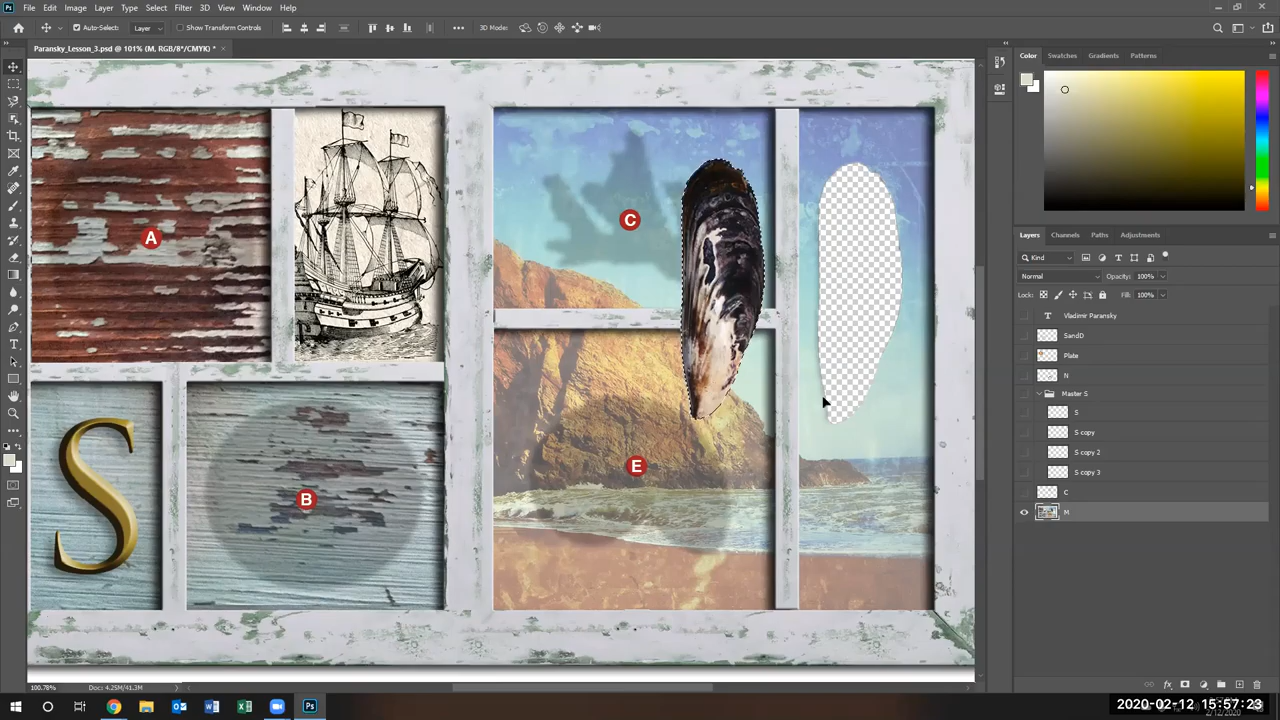 File Edit Image Layer Type Select Filter 3D View Window Help
Auto-Select: Layer Show Transform Controls 3D Mode:
Paransky_Lesson_3.psd @ 101% (M, RGB/8*/CMYK) *
Color Swatches Gradients Patterns
A
C
S
B
E
Layers Channels Paths Adjustments
Kind
Normal Opacity: 100%
Lock: Fill: 100%
Vladimir Paransky
SandD
Plate
N
Master S
S
S copy
S copy 2
S copy 3
C
M
100.78% Doc: 4.25M/41.3M
2020-02-12 15:57:23